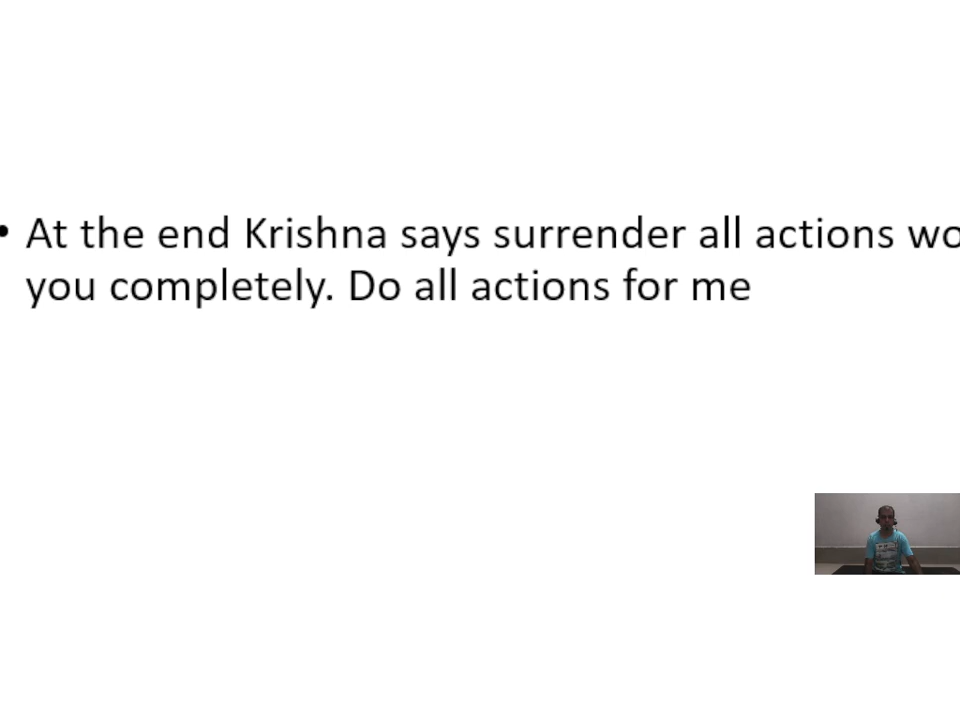 • At the end Krishna says surrender all actions
you completely. Do all actions for me